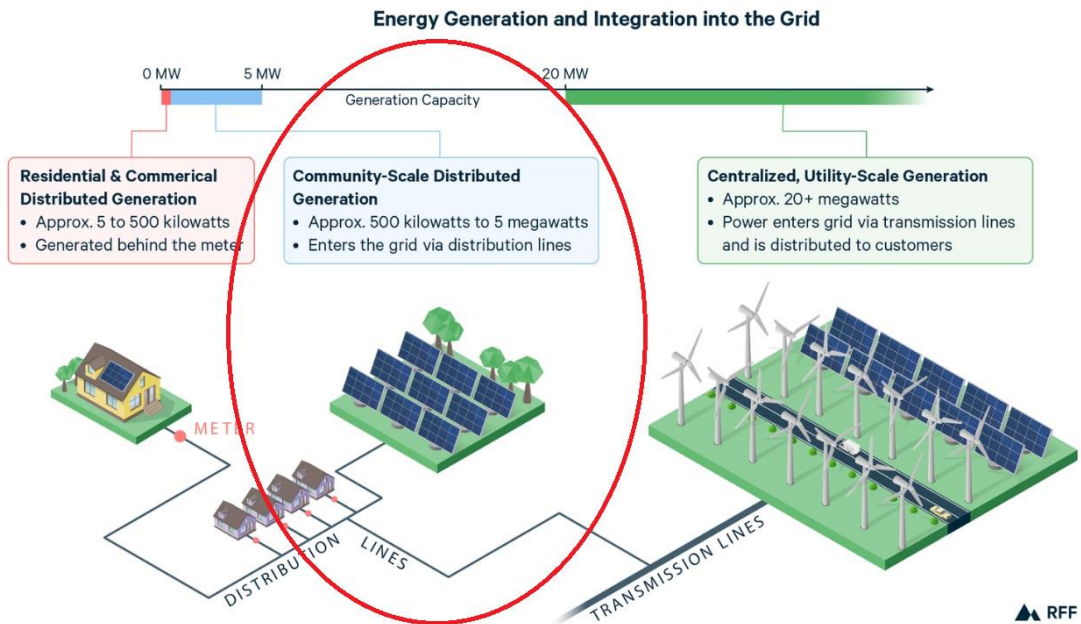 Energy Generation and Integration into the Grid
0 MW
5 MW
20 MW
Generation Capacity
Residential & Commerical
Distributed Generation
• Approx. 5 to 500 kilowatts
• Generated behind the meter
Community-Scale Distributed
Generation
• Approx. 500 kilowatts to 5 megawatts
• Enters the grid via distribution lines
Centralized, Utility-Scale Generation
• Approx. 20+ megawatts
• Power enters grid via transmission lines
and is distributed to customers
METER
DISTRIBUTION LINES
TRANSMISSION LINES
RFF